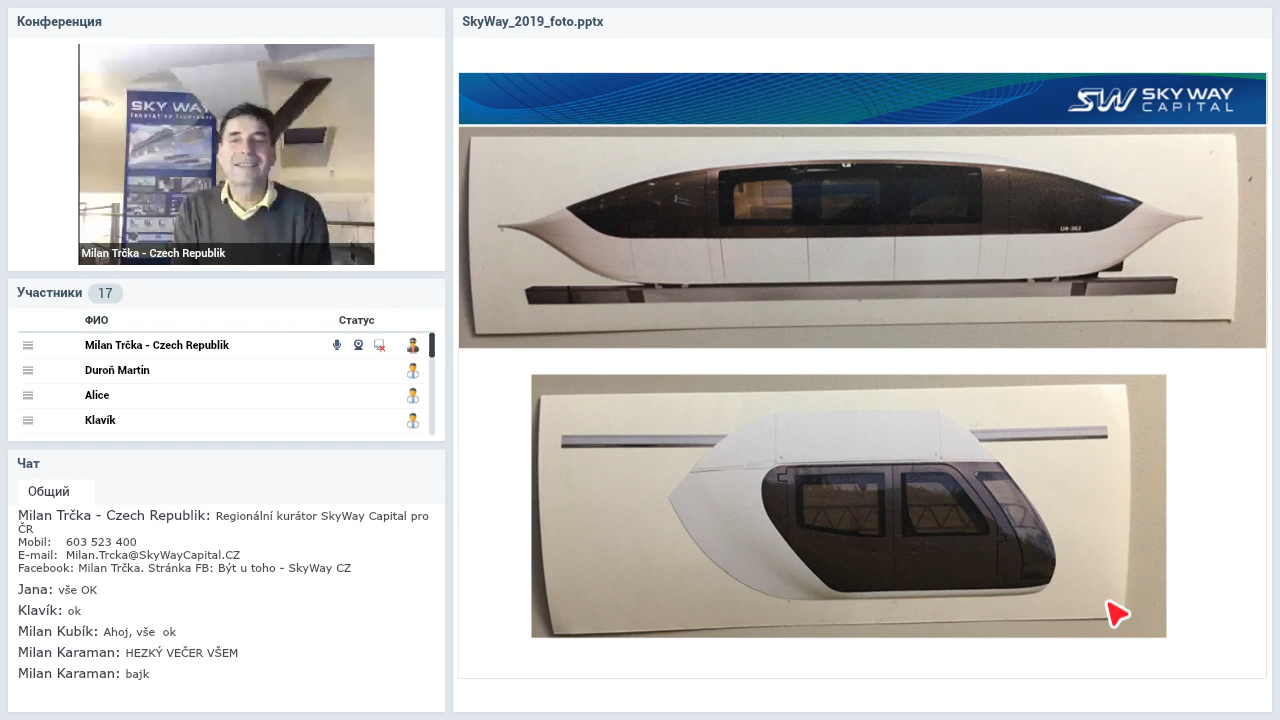 Конференция
SKY WAY
Milan Trčka - Czech Republik
Участники 17
ФИО Статус
Milan Trčka - Czech Republik
Duroň Martin
Alice
Klavík
Чат
Общий
Milan Trčka - Czech Republik: Regionální kurátor SkyWay Capital pro
ČR
Mobil: 603 523 400
E-mail: Milan.Trcka@SkyWayCapital.CZ
Facebook: Milan Trčka. Stránka FB: Být u toho - SkyWay CZ
Jana: vše OK
Klavík: ok
Milan Kubík: Ahoj, vše ok
Milan Karaman: HEZKÝ VEČER VŠEM
Milan Karaman: bajk
SkyWay_2019_foto.pptx
SW SKY WAY
CAPITAL
U4-362